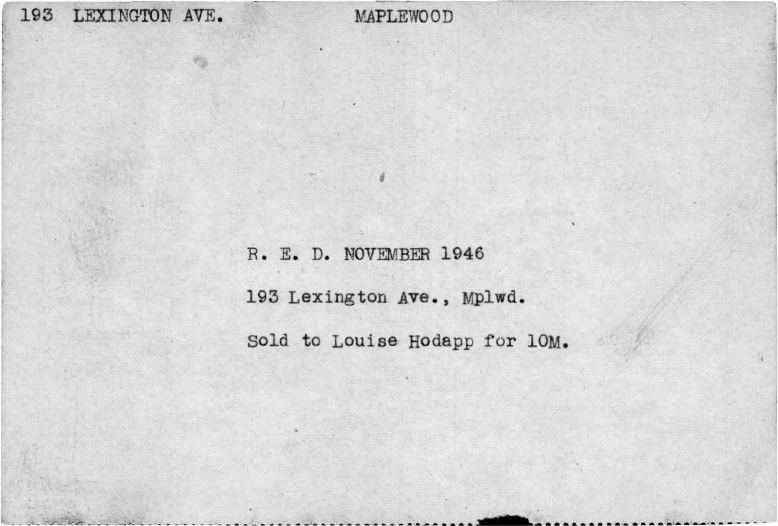 193 LEXINGTON AVE. MAPLEWOOD
R. E. D. NOVEMBER 1946
193 Lexington Ave., Mplwd.
Sold to Louise Hodapp for 10M.